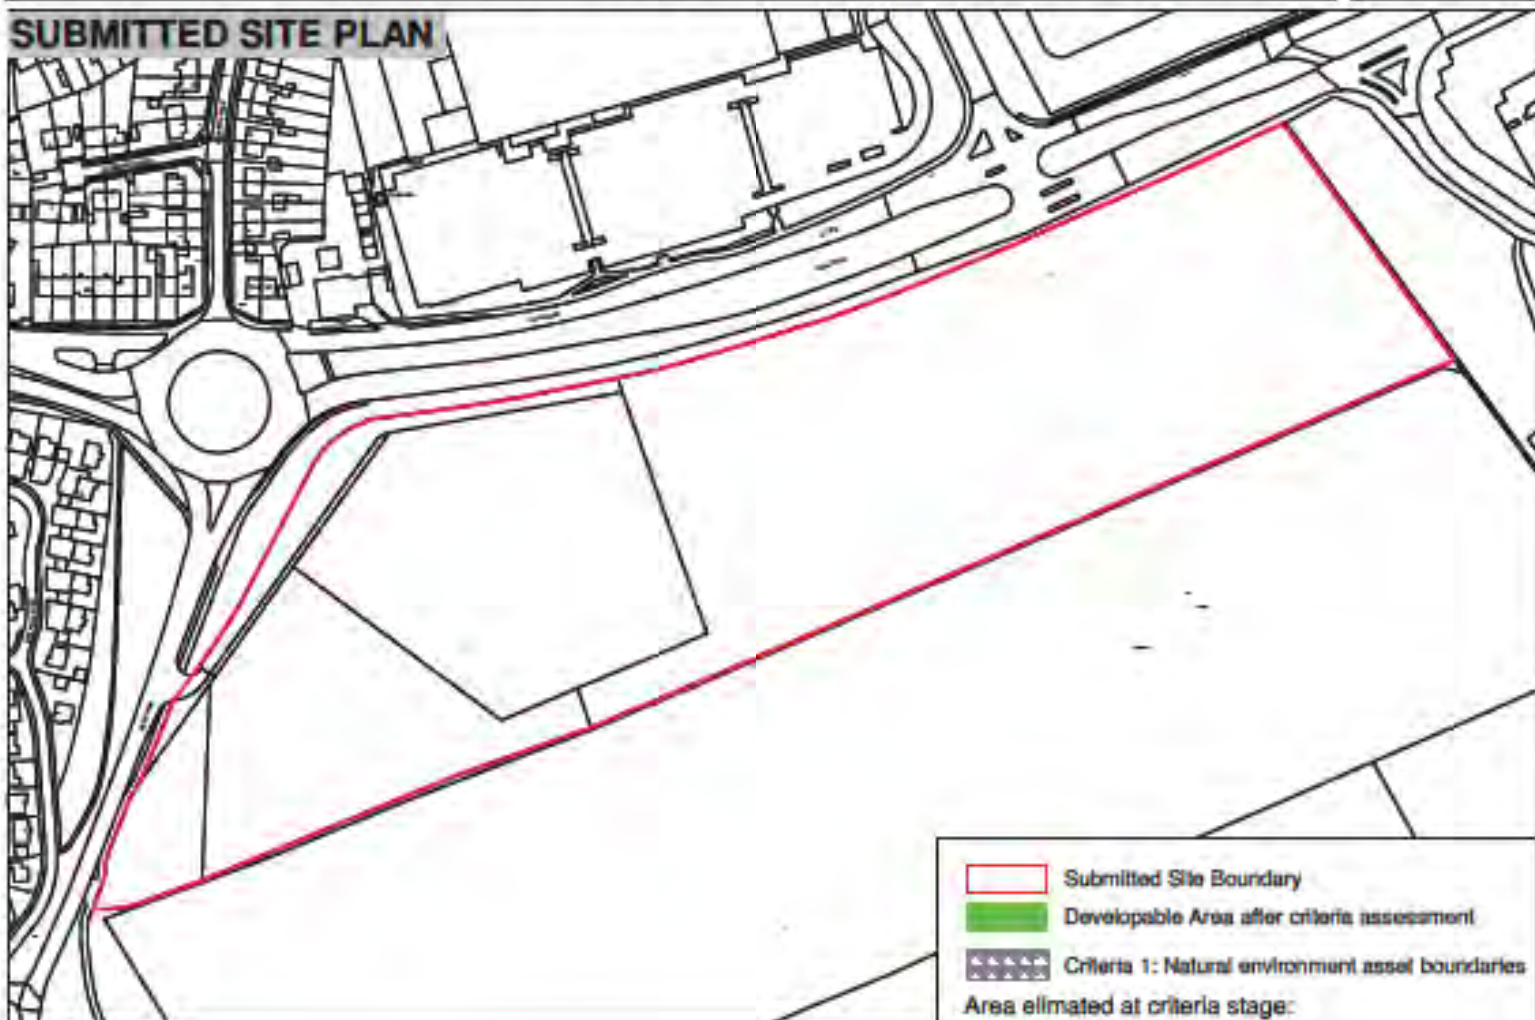 SUBMITTED SITE PLAN
Submitted Site Boundary
Developable Area after criteria assessment
Criteria 1: Natural environment asset boundaries
Area elimated at criteria stage: